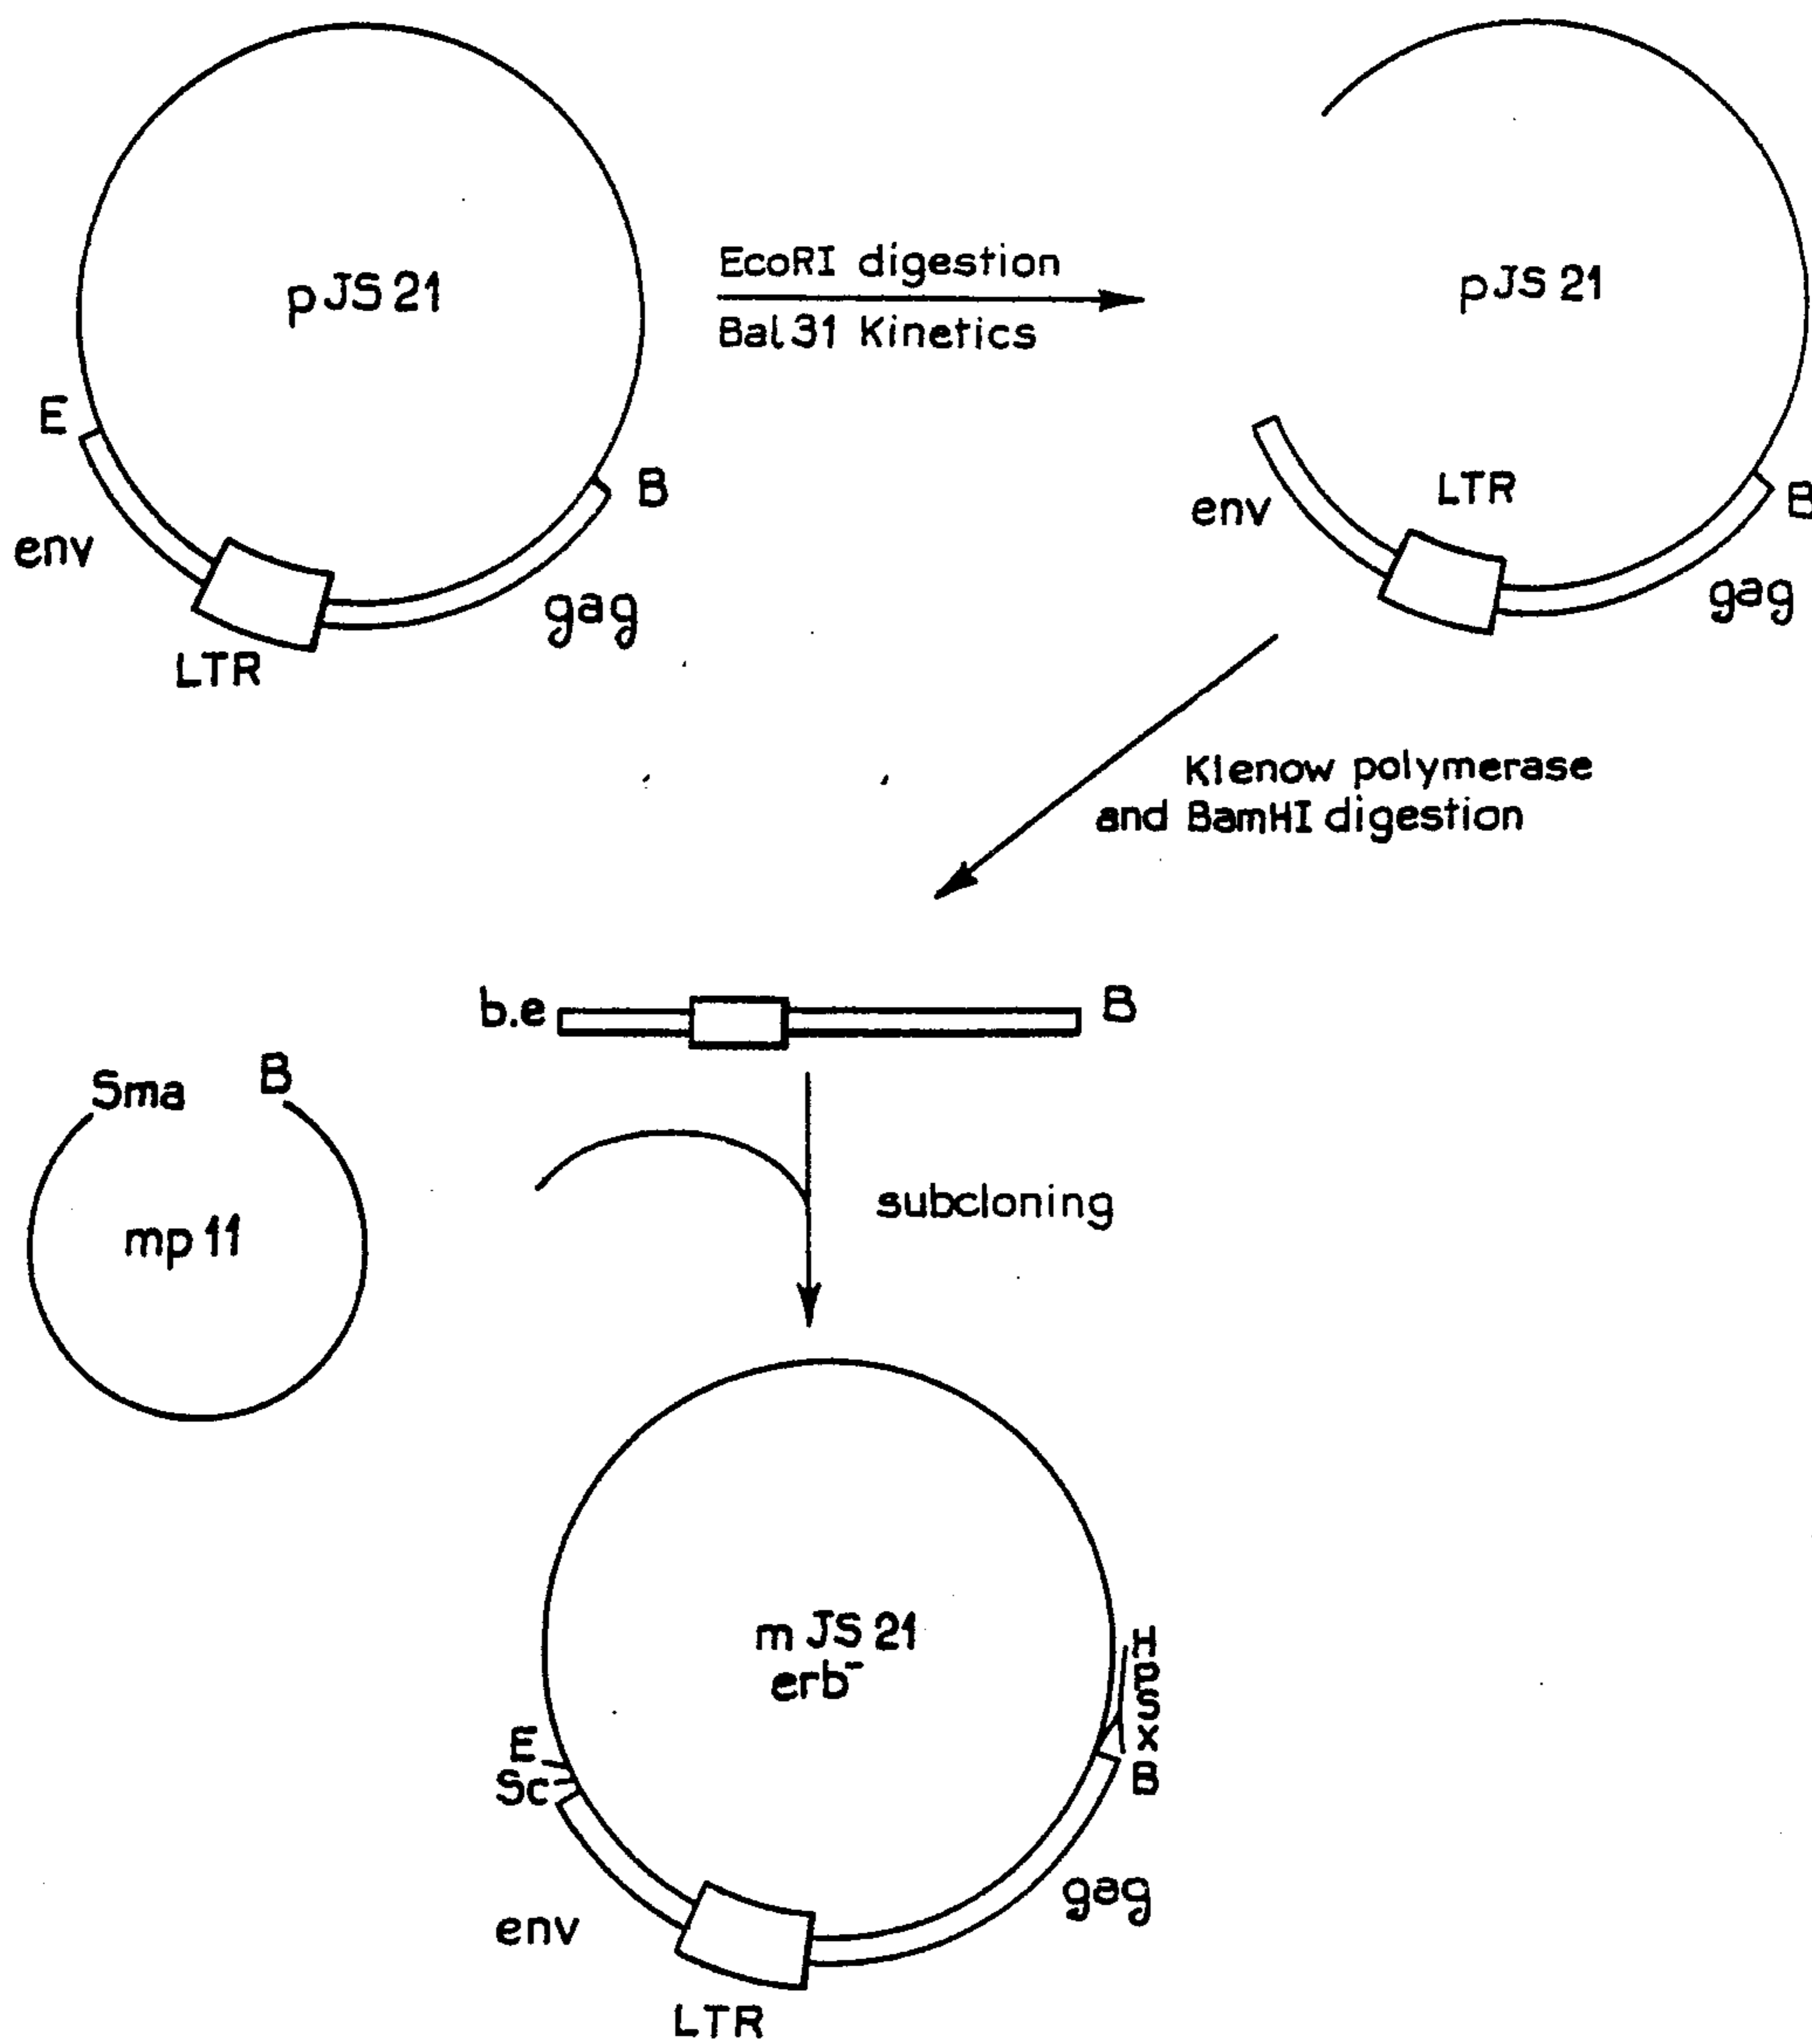 pJS 21
E
B
env
gag
LTR
EcoRI digestion
Bal 31 Kinetics
pJS 21
LTR
B
env
gag
Klenow polymerase
and BamHI digestion
b.e
B
Sma B
mp 11
subcloning
m JS 21
erb⁻
H
P
S
X
B
E
Sc
gag
env
LTR